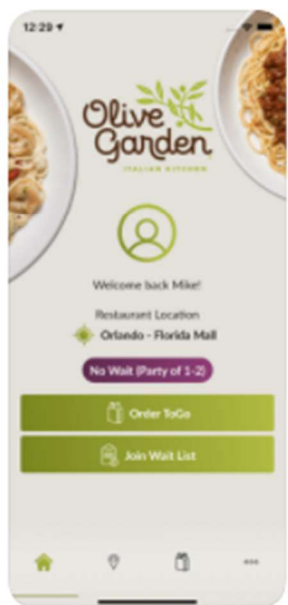 12:29
Olive
Garden
ITALIAN KITCHEN
Welcome back Mike!
Restaurant Location
Orlando - Florida Mall
No Wait (Party of 1-2)
Order ToGo
Join Wait List